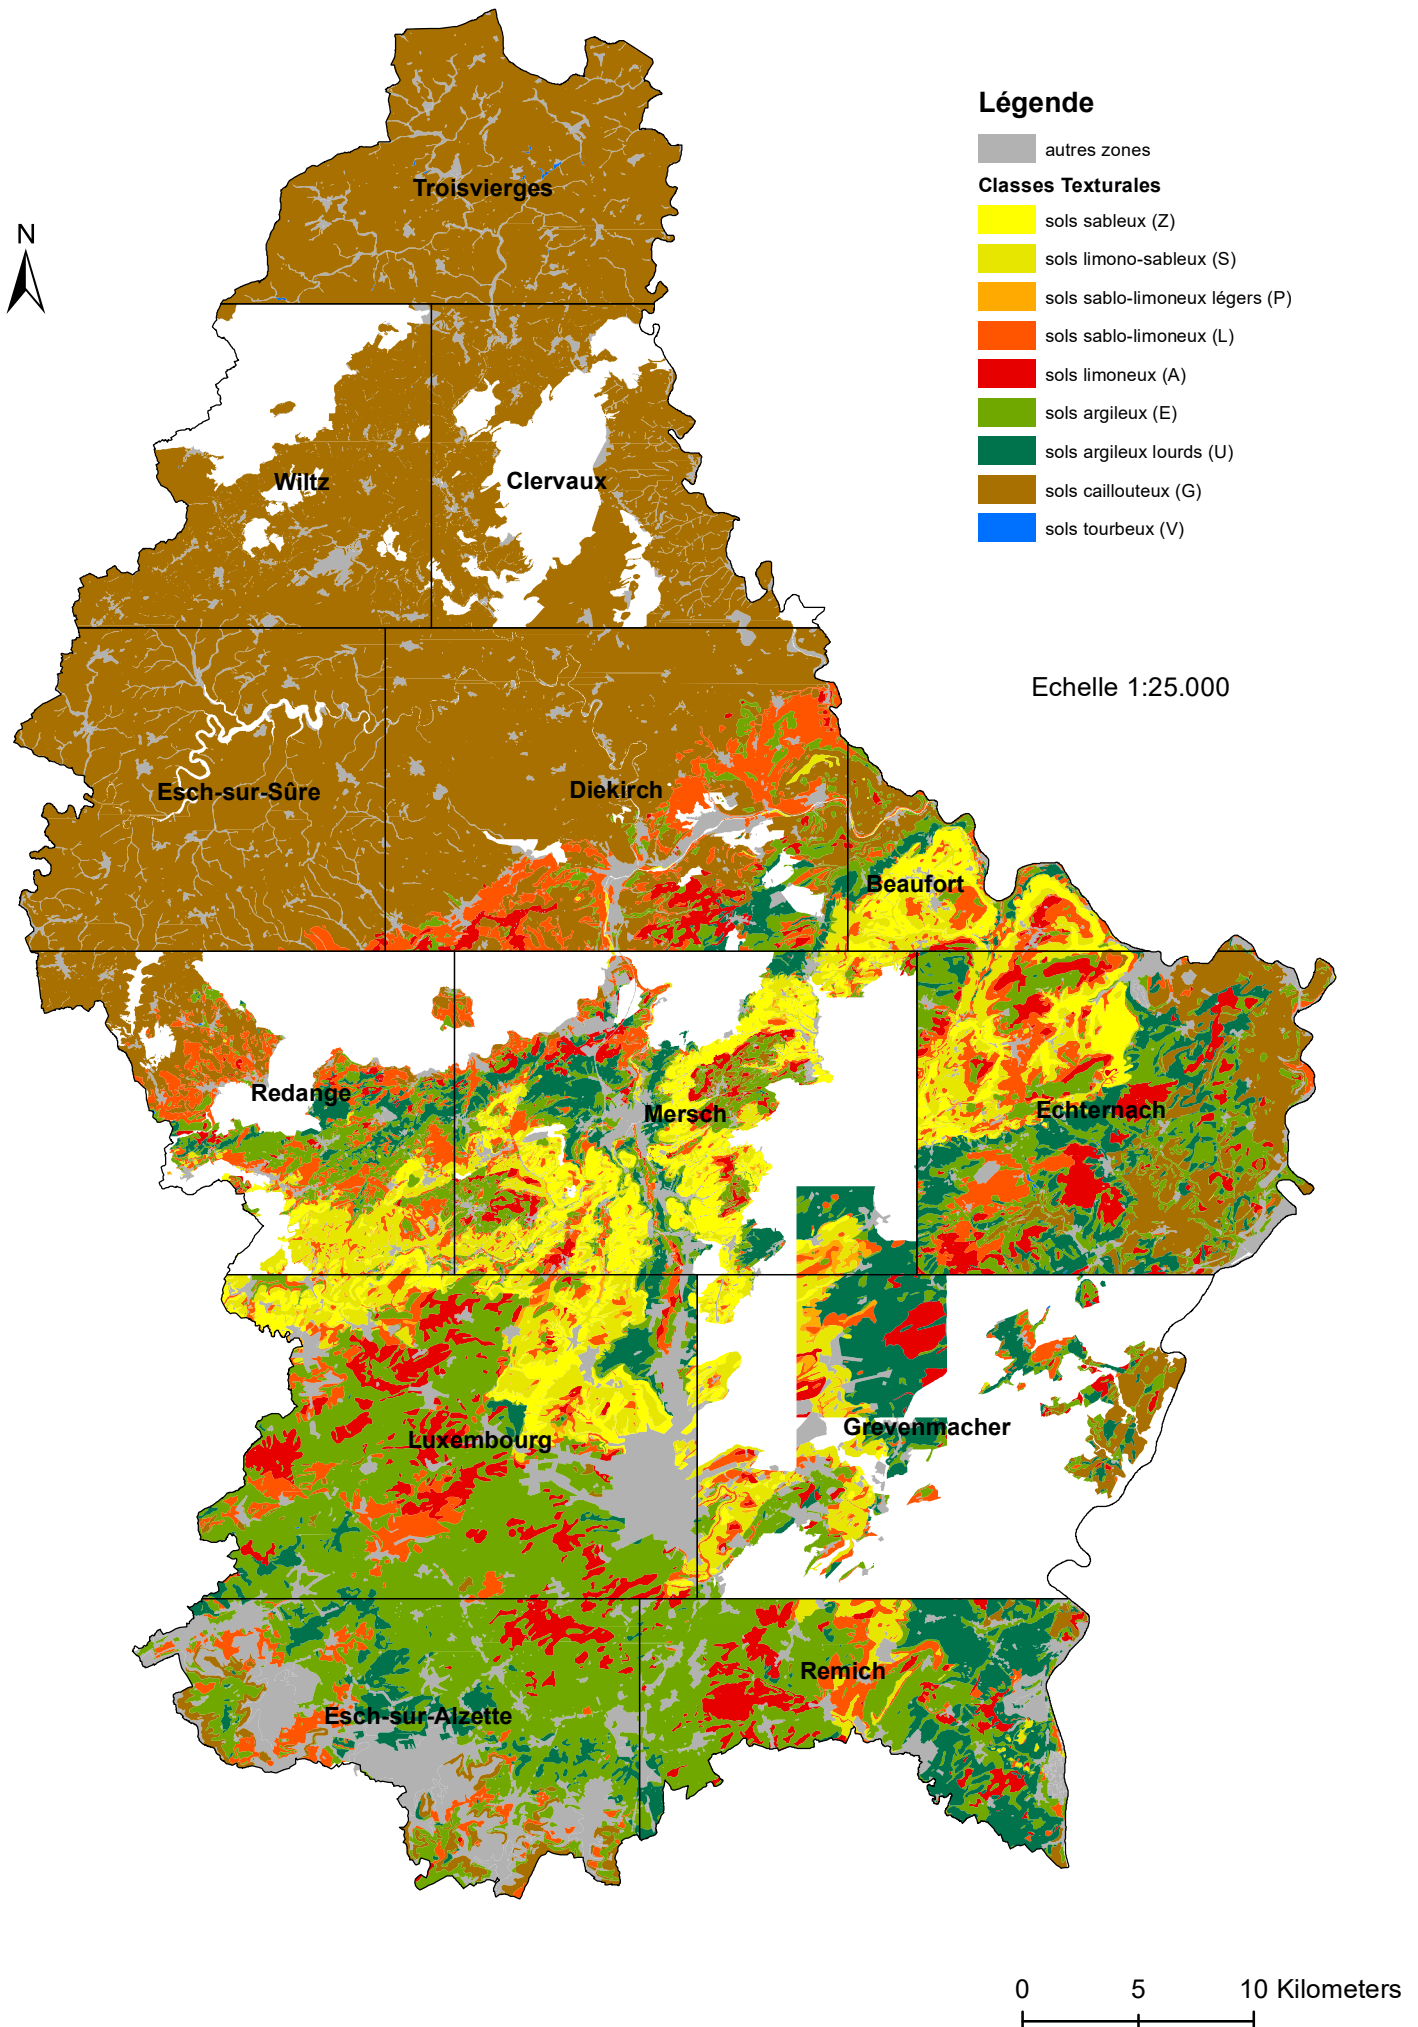 Légende
autres zones
Classes Texturales
sols sableux (Z)
sols limono-sableux (S)
sols sablo-limoneux légers (P)
sols sablo-limoneux (L)
sols limoneux (A)
sols argileux (E)
sols argileux lourds (U)
sols caillouteux (G)
sols tourbeux (V)
N
Troisvierges
Wiltz
Clervaux
Echelle 1:25.000
Esch-sur-Sûre
Diekirch
Beaufort
Redange
Mersch
Echternach
Luxembourg
Grevenmacher
Remich
Esch-sur-Alzette
0 5 10 Kilometers